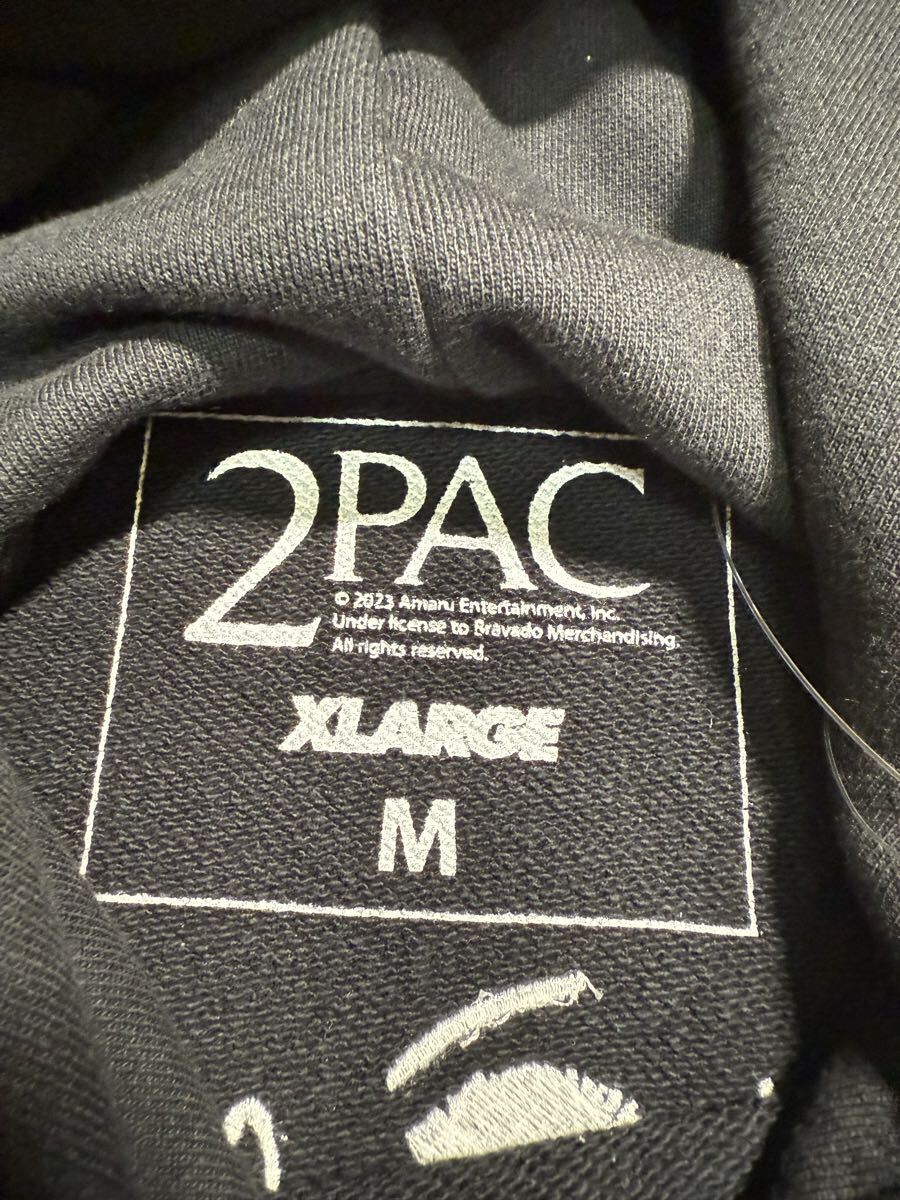 2PAC
© 2023 Amaru Entertainment, Inc.
Under license to Bravado Merchandising.
All rights reserved.
XLARGE
M